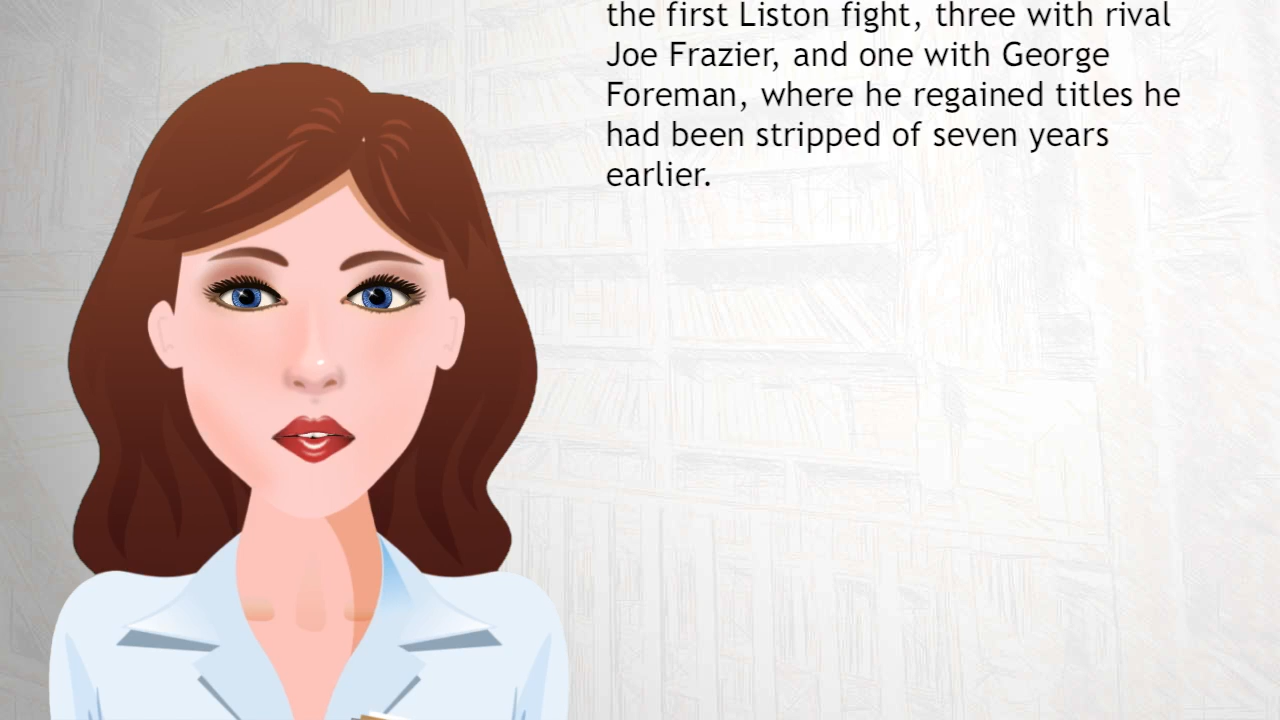 the first Liston fight, three with rival
Joe Frazier, and one with George
Foreman, where he regained titles he
had been stripped of seven years
earlier.